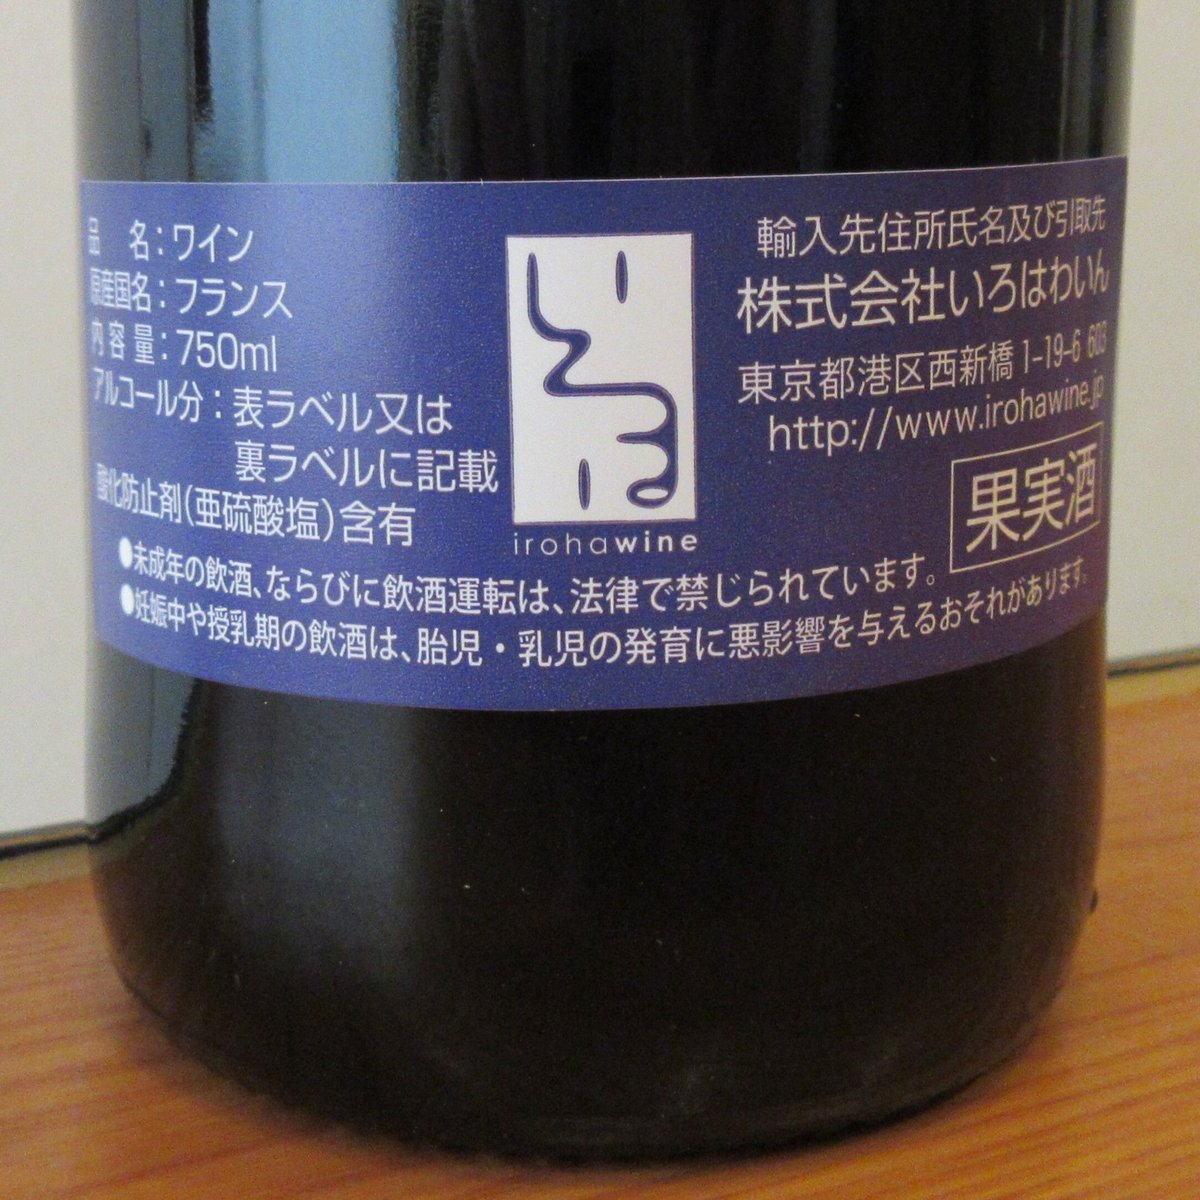 品 名：ワイン
原産国名：フランス
内容量：750ml
アルコール分：表ラベル又は
裏ラベルに記載
酸化防止剤（亜硫酸塩）含有
いろは
irohawine
輸入先住所氏名及び引取先
株式会社いろはわいん
東京都港区西新橋1-19-6 603
http://www.irohawine.jp
果実酒
●未成年の飲酒、ならびに飲酒運転は、法律で禁じられています。
●妊娠中や授乳期の飲酒は、胎児・乳児の発育に悪影響を与えるおそれがあります。